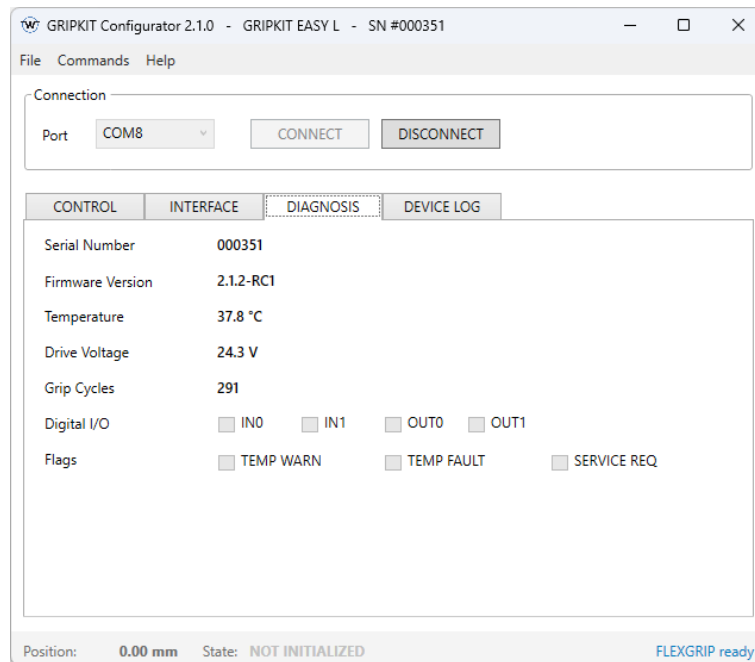 GRIPKIT Configurator 2.1.0 - GRIPKIT EASY L - SN #000351
File Commands Help
Connection
Port COM8 CONNECT DISCONNECT
CONTROL INTERFACE DIAGNOSIS DEVICE LOG
Serial Number 000351
Firmware Version 2.1.2-RC1
Temperature 37.8 °C
Drive Voltage 24.3 V
Grip Cycles 291
Digital I/O IN0 IN1 OUT0 OUT1
Flags TEMP WARN TEMP FAULT SERVICE REQ
Position: 0.00 mm State: NOT INITIALIZED FLEXGRIP ready